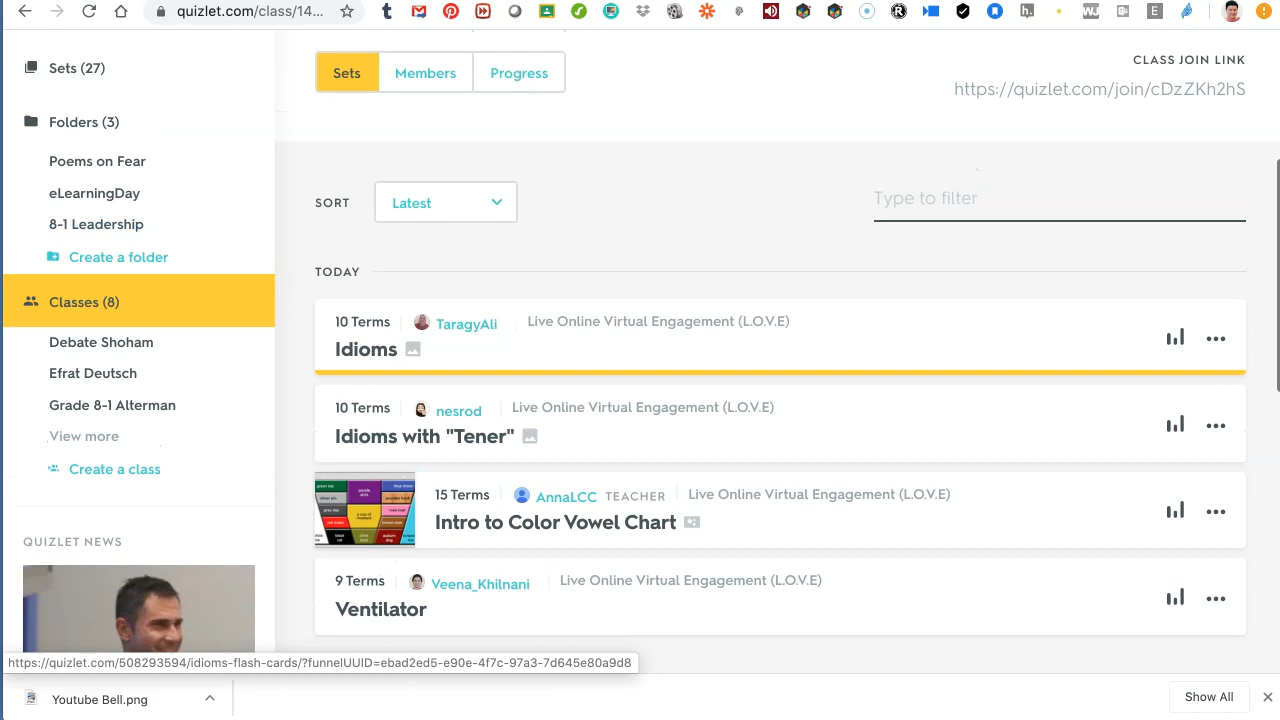 quizlet.com/class/14...
Sets (27)
Folders (3)
Poems on Fear
eLearningDay
8-1 Leadership
Create a folder
Classes (8)
Debate Shoham
Efrat Deutsch
Grade 8-1 Alterman
View more
Create a class
QUIZLET NEWS
Sets Members Progress
CLASS JOIN LINK
https://quizlet.com/join/cDzZKh2hS
SORT Latest
Type to filter
TODAY
10 Terms TaragyAli Live Online Virtual Engagement (L.O.V.E)
Idioms
10 Terms nesrod Live Online Virtual Engagement (L.O.V.E)
Idioms with "Tener"
15 Terms AnnaLCC TEACHER Live Online Virtual Engagement (L.O.V.E)
Intro to Color Vowel Chart
9 Terms Veena_Khilnani Live Online Virtual Engagement (L.O.V.E)
Ventilator
https://quizlet.com/508293594/idioms-flash-cards/?funnelUUID=ebad2ed5-e90e-4f7c-97a3-7d645e80a9d8
Youtube Bell.png
Show All